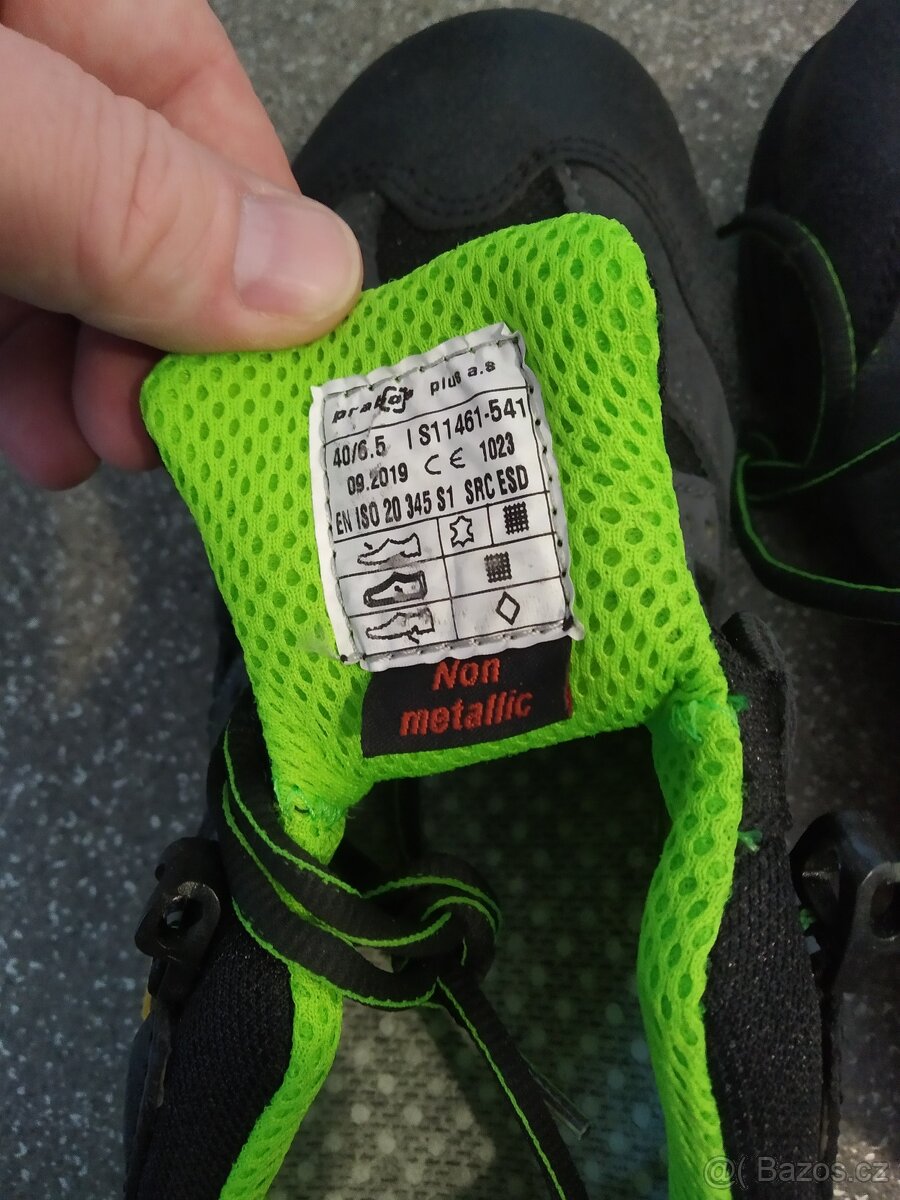 prabos plus a.s
40/6.5 IS11461-541
09.2019 CE 1023
EN ISO 20 345 S1 SRC ESD
Non
metallic
@( Bazos.cz